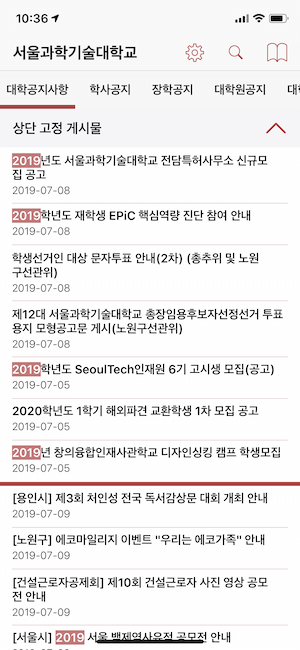 10:36
서울과학기술대학교
대학공지사항 학사공지 장학공지 대학원공지 대
상단 고정 게시물
2019년도 서울과학기술대학교 전담특허사무소 신규모
집 공고
2019-07-08
2019학년도 재학생 EPiC 핵심역량 진단 참여 안내
2019-07-08
학생선거인 대상 문자투표 안내(2차) (총추위 및 노원
구선관위)
2019-07-08
제12대 서울과학기술대학교 총장임용후보자선정선거 투표
용지 모형공고문 게시(노원구선관위)
2019-07-08
2019학년도 SeoulTech인재원 6기 고시생 모집(공고)
2019-07-05
2020학년도 1학기 해외파견 교환학생 1차 모집 공고
2019-07-05
2019년 창의융합인재사관학교 디자인싱킹 캠프 학생모집
2019-07-05
[용인시] 제3회 처인성 전국 독서감상문 대회 개최 안내
2019-07-09
[노원구] 에코마일리지 이벤트 "우리는 에코가족" 안내
2019-07-09
[건설근로자공제회] 제10회 건설근로자 사진 영상 공모
전 안내
2019-07-09
[서울시] 2019 서울 백제역사유적 공모전 안내